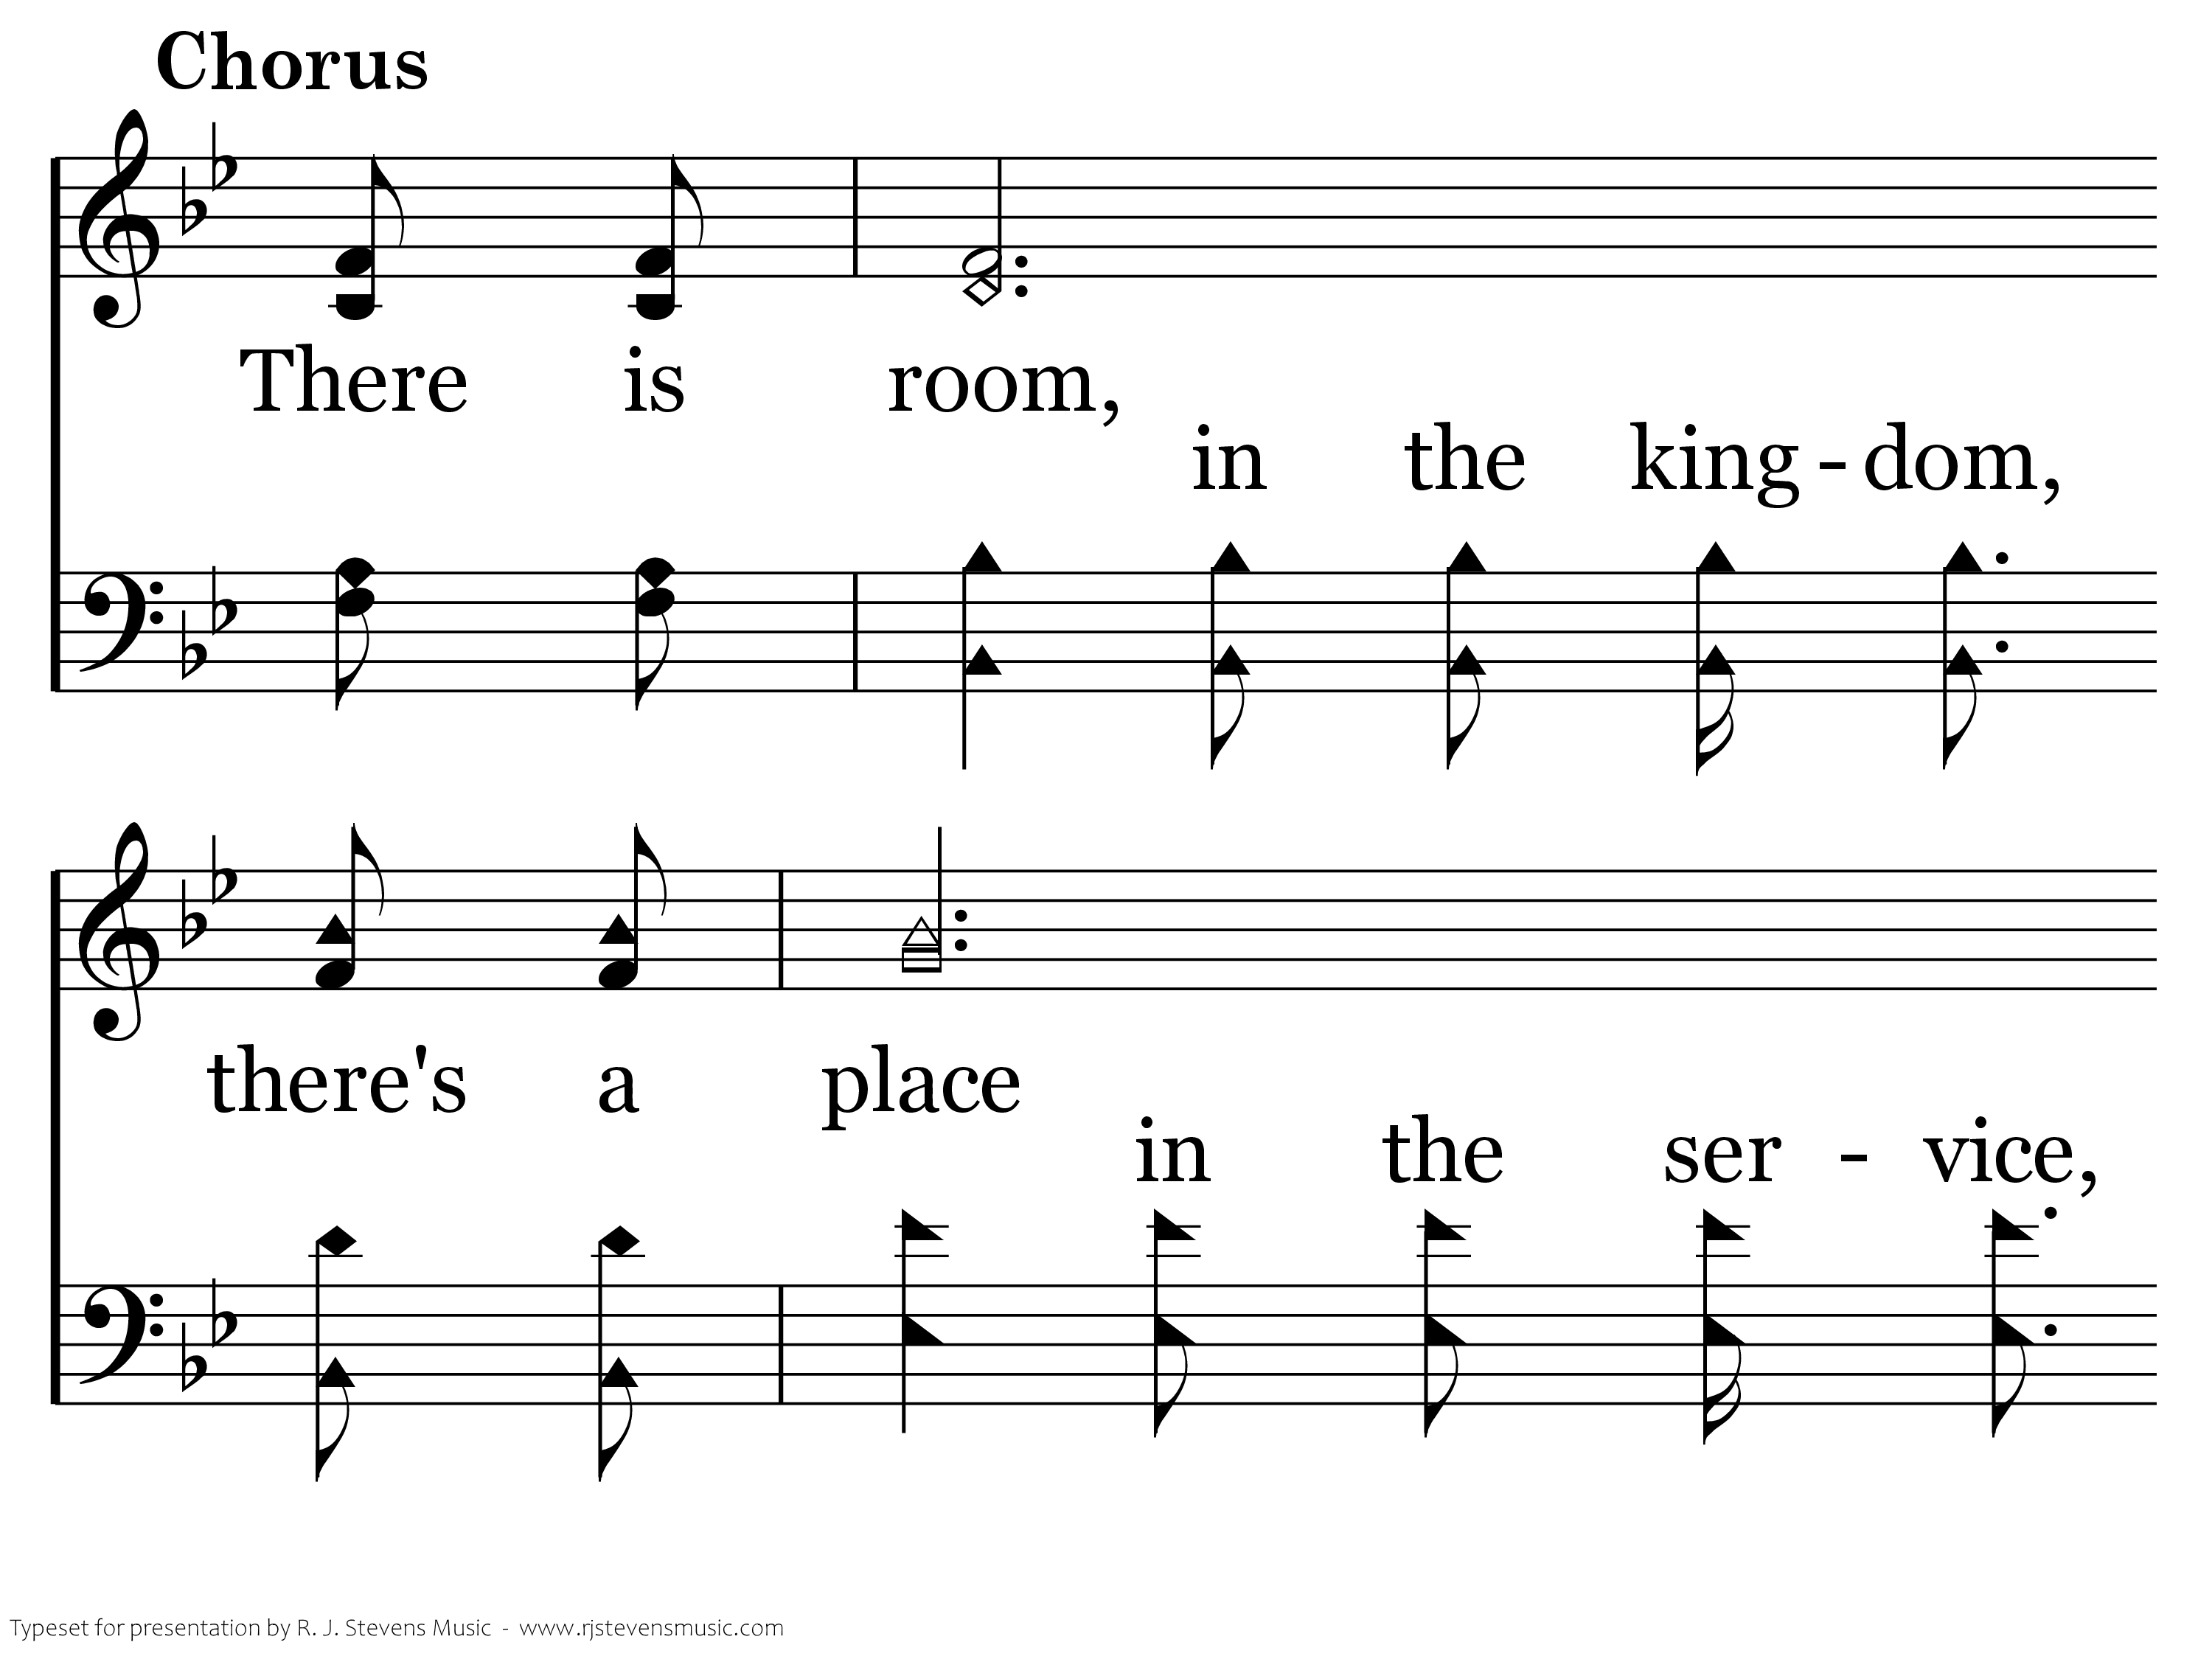 Chorus
There is room,
in the king - dom,
there's a place
in the ser - vice,
Typeset for presentation by R. J. Stevens Music - www.rjstevensmusic.com